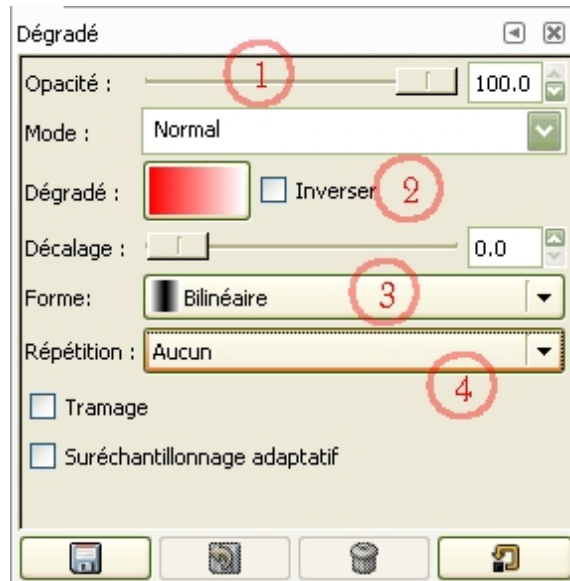 Dégradé
Opacité : 1 100.0
Mode : Normal
Dégradé : Inverser 2
Décalage : 0.0
Forme: Bilinéaire 3
Répétition : Aucun
4
Tramage
Suréchantillonnage adaptatif